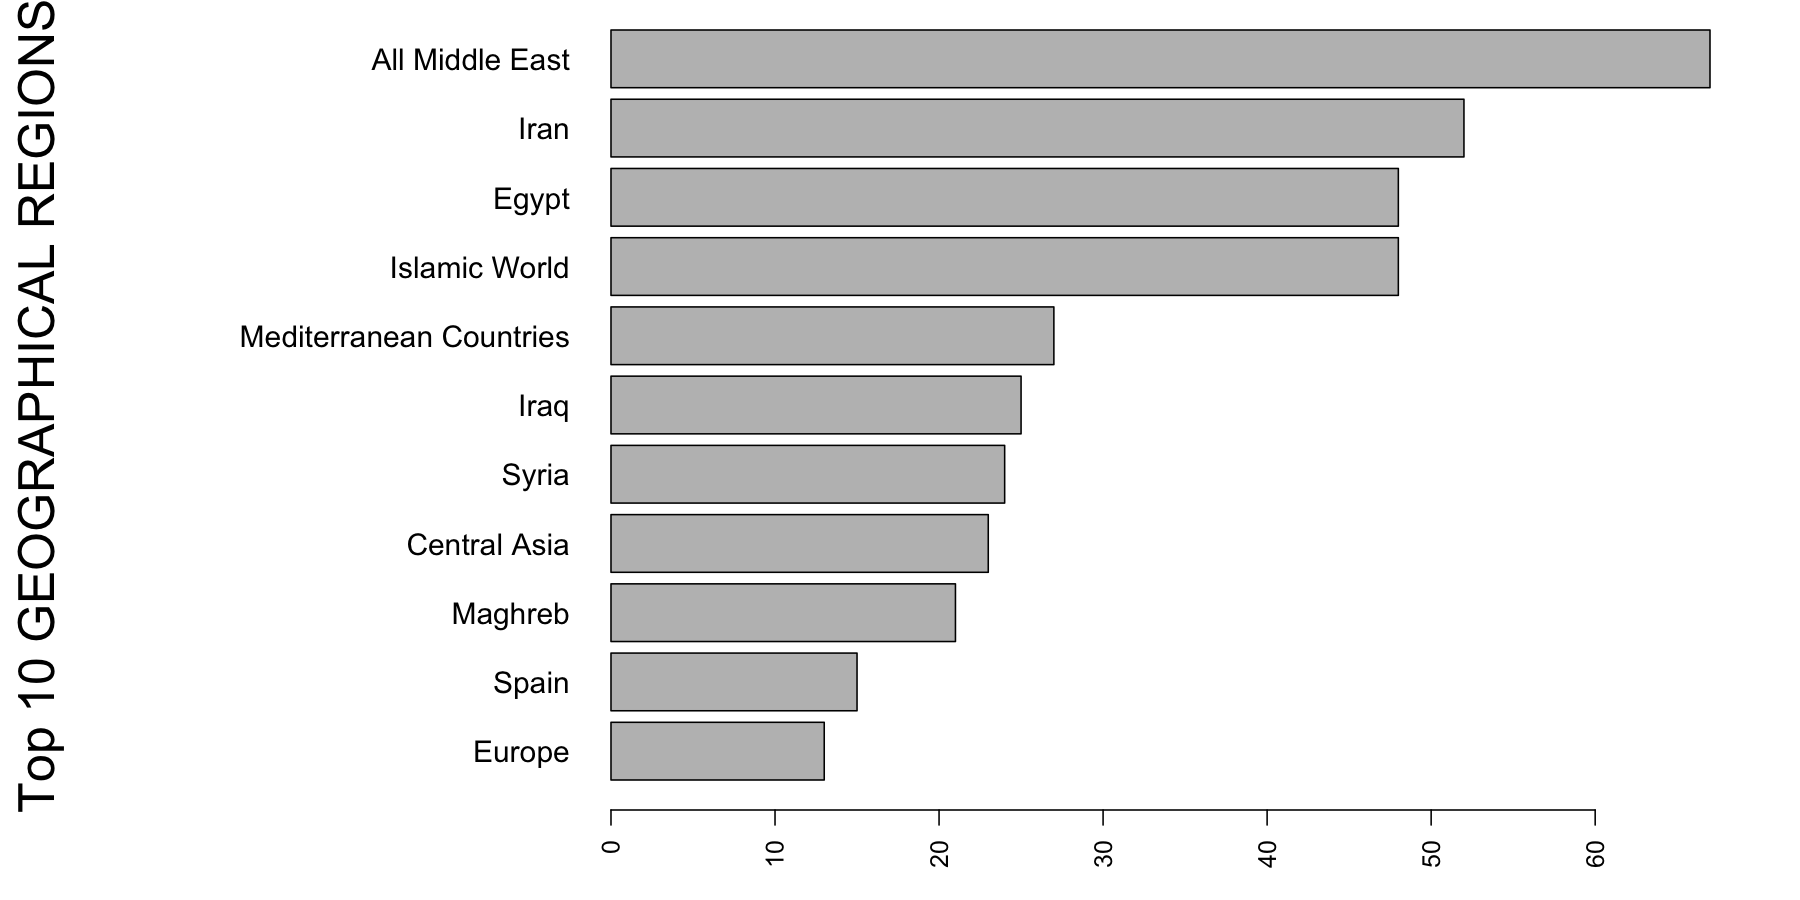 Top 10 GEOGRAPHICAL REGIONS
All Middle East
Iran
Egypt
Islamic World
Mediterranean Countries
Iraq
Syria
Central Asia
Maghreb
Spain
Europe
0 10 20 30 40 50 60